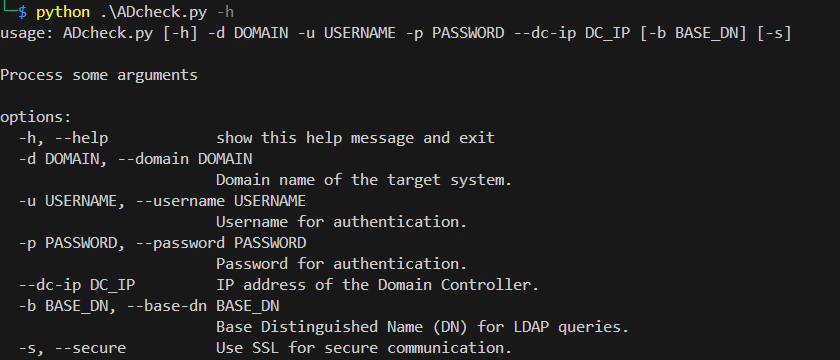 $ python .\ADcheck.py -h
usage: ADcheck.py [-h] -d DOMAIN -u USERNAME -p PASSWORD --dc-ip DC_IP [-b BASE_DN] [-s]
Process some arguments
options:
-h, --help show this help message and exit
-d DOMAIN, --domain DOMAIN
Domain name of the target system.
-u USERNAME, --username USERNAME
Username for authentication.
-p PASSWORD, --password PASSWORD
Password for authentication.
--dc-ip DC_IP IP address of the Domain Controller.
-b BASE_DN, --base-dn BASE_DN
Base Distinguished Name (DN) for LDAP queries.
-s, --secure Use SSL for secure communication.